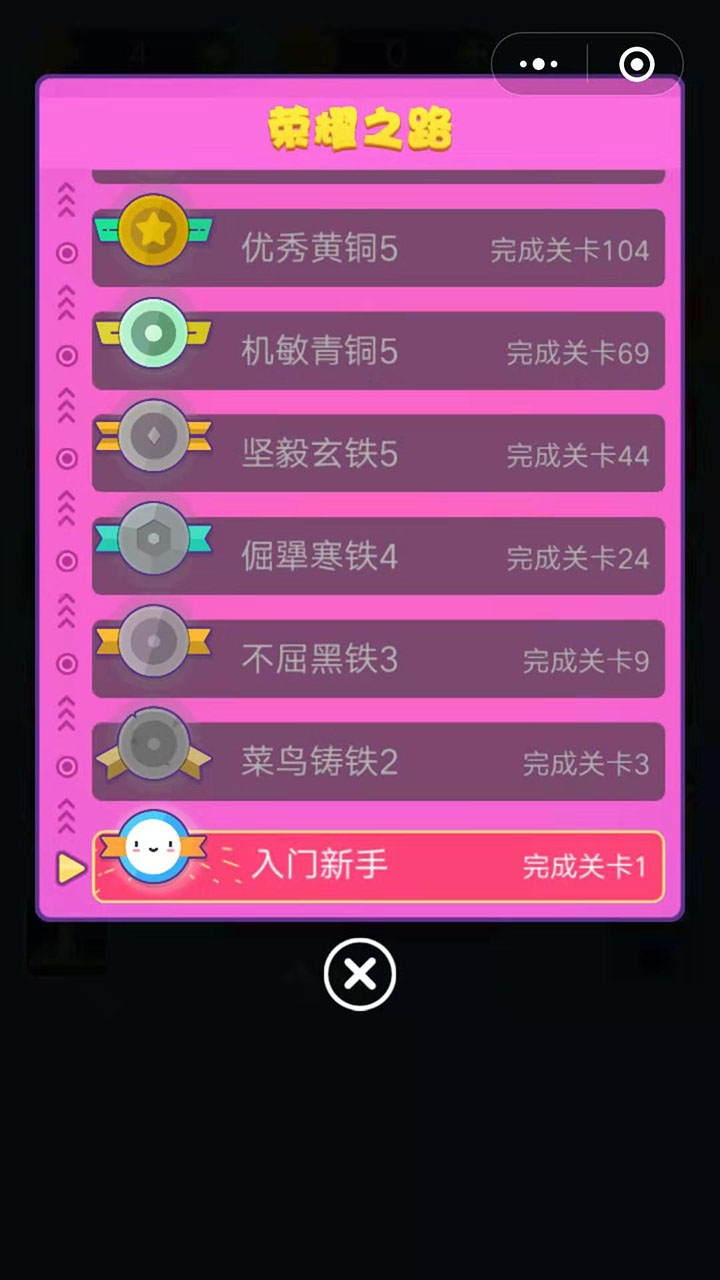 荣耀之路
优秀黄铜5 完成关卡104
机敏青铜5 完成关卡69
坚毅玄铁5 完成关卡44
倔犟寒铁4 完成关卡24
不屈黑铁3 完成关卡9
菜鸟铸铁2 完成关卡3
入门新手 完成关卡1